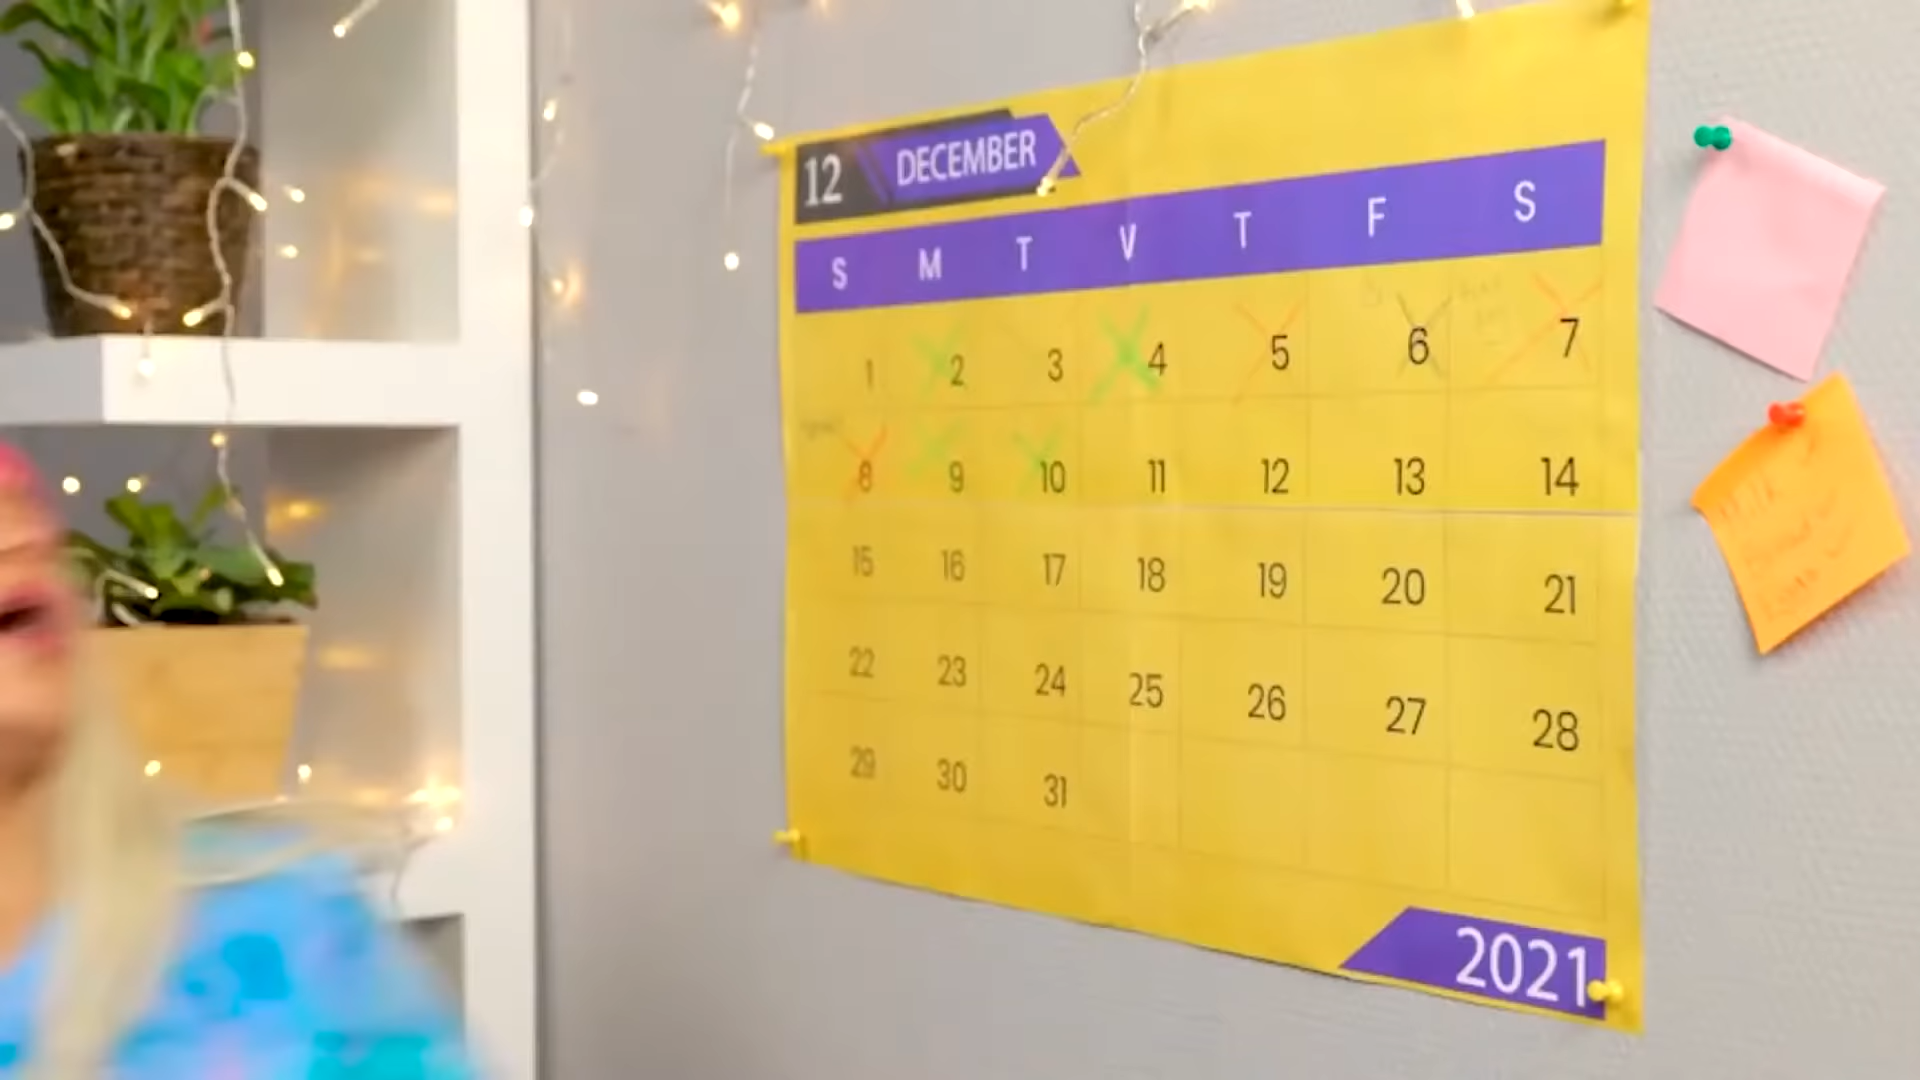 12 DECEMBER
S M T V T F S
1 2 3 4 5 6 7
8 9 10 11 12 13 14
15 16 17 18 19 20 21
22 23 24 25 26 27 28
29 30 31
2021
Milk